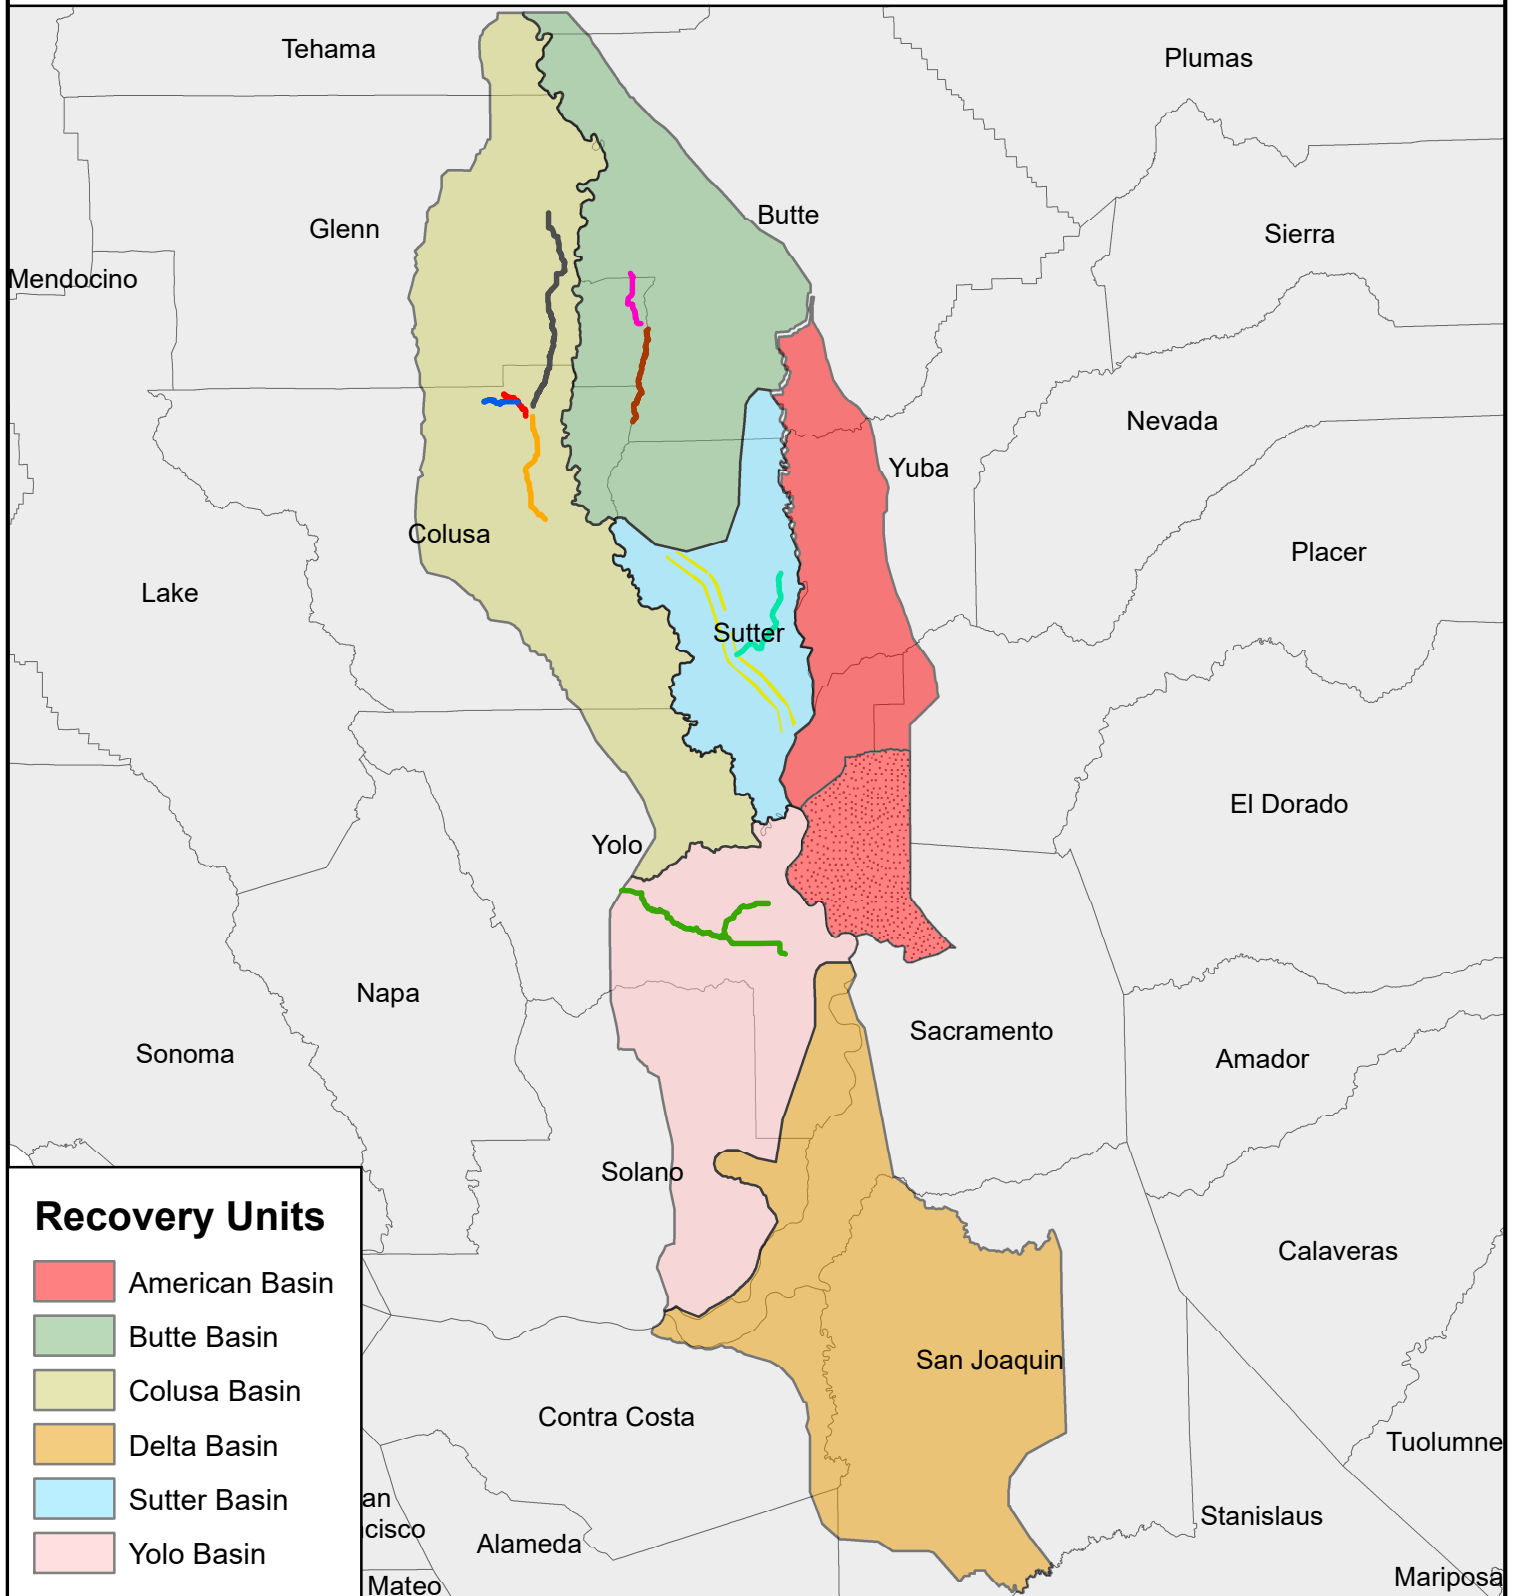 Tehama
Plumas
Glenn
Butte
Sierra
Mendocino
Nevada
Yuba
Colusa
Placer
Lake
Sutter
El Dorado
Yolo
Napa
Sacramento
Sonoma
Amador
Solano
Calaveras
San Joaquin
Contra Costa
Tuolumne
an
cisco
Stanislaus
Alameda
Mariposa
Mateo
Recovery Units
American Basin
Butte Basin
Colusa Basin
Delta Basin
Sutter Basin
Yolo Basin